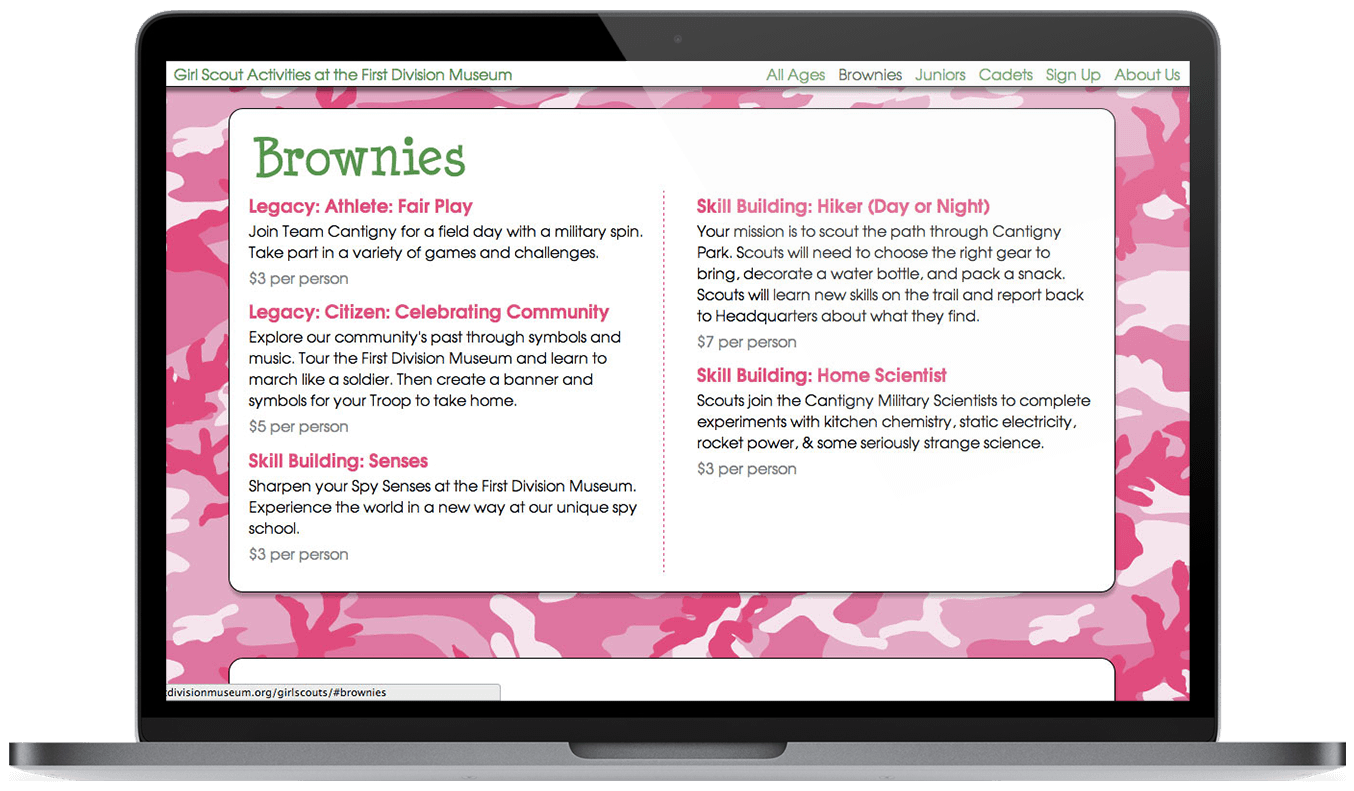 Girl Scout Activities at the First Division Museum
All Ages Brownies Juniors Cadets Sign Up About Us
Brownies
Legacy: Athlete: Fair Play
Join Team Cantigny for a field day with a military spin.
Take part in a variety of games and challenges.
$3 per person
Legacy: Citizen: Celebrating Community
Explore our community's past through symbols and
music. Tour the First Division Museum and learn to
march like a soldier. Then create a banner and
symbols for your Troop to take home.
$5 per person
Skill Building: Senses
Sharpen your Spy Senses at the First Division Museum.
Experience the world in a new way at our unique spy
school.
$3 per person
Skill Building: Hiker (Day or Night)
Your mission is to scout the path through Cantigny
Park. Scouts will need to choose the right gear to
bring, decorate a water bottle, and pack a snack.
Scouts will learn new skills on the trail and report back
to Headquarters about what they find.
$7 per person
Skill Building: Home Scientist
Scouts join the Cantigny Military Scientists to complete
experiments with kitchen chemistry, static electricity,
rocket power, & some seriously strange science.
$3 per person
divisionmuseum.org/girlscouts/#brownies